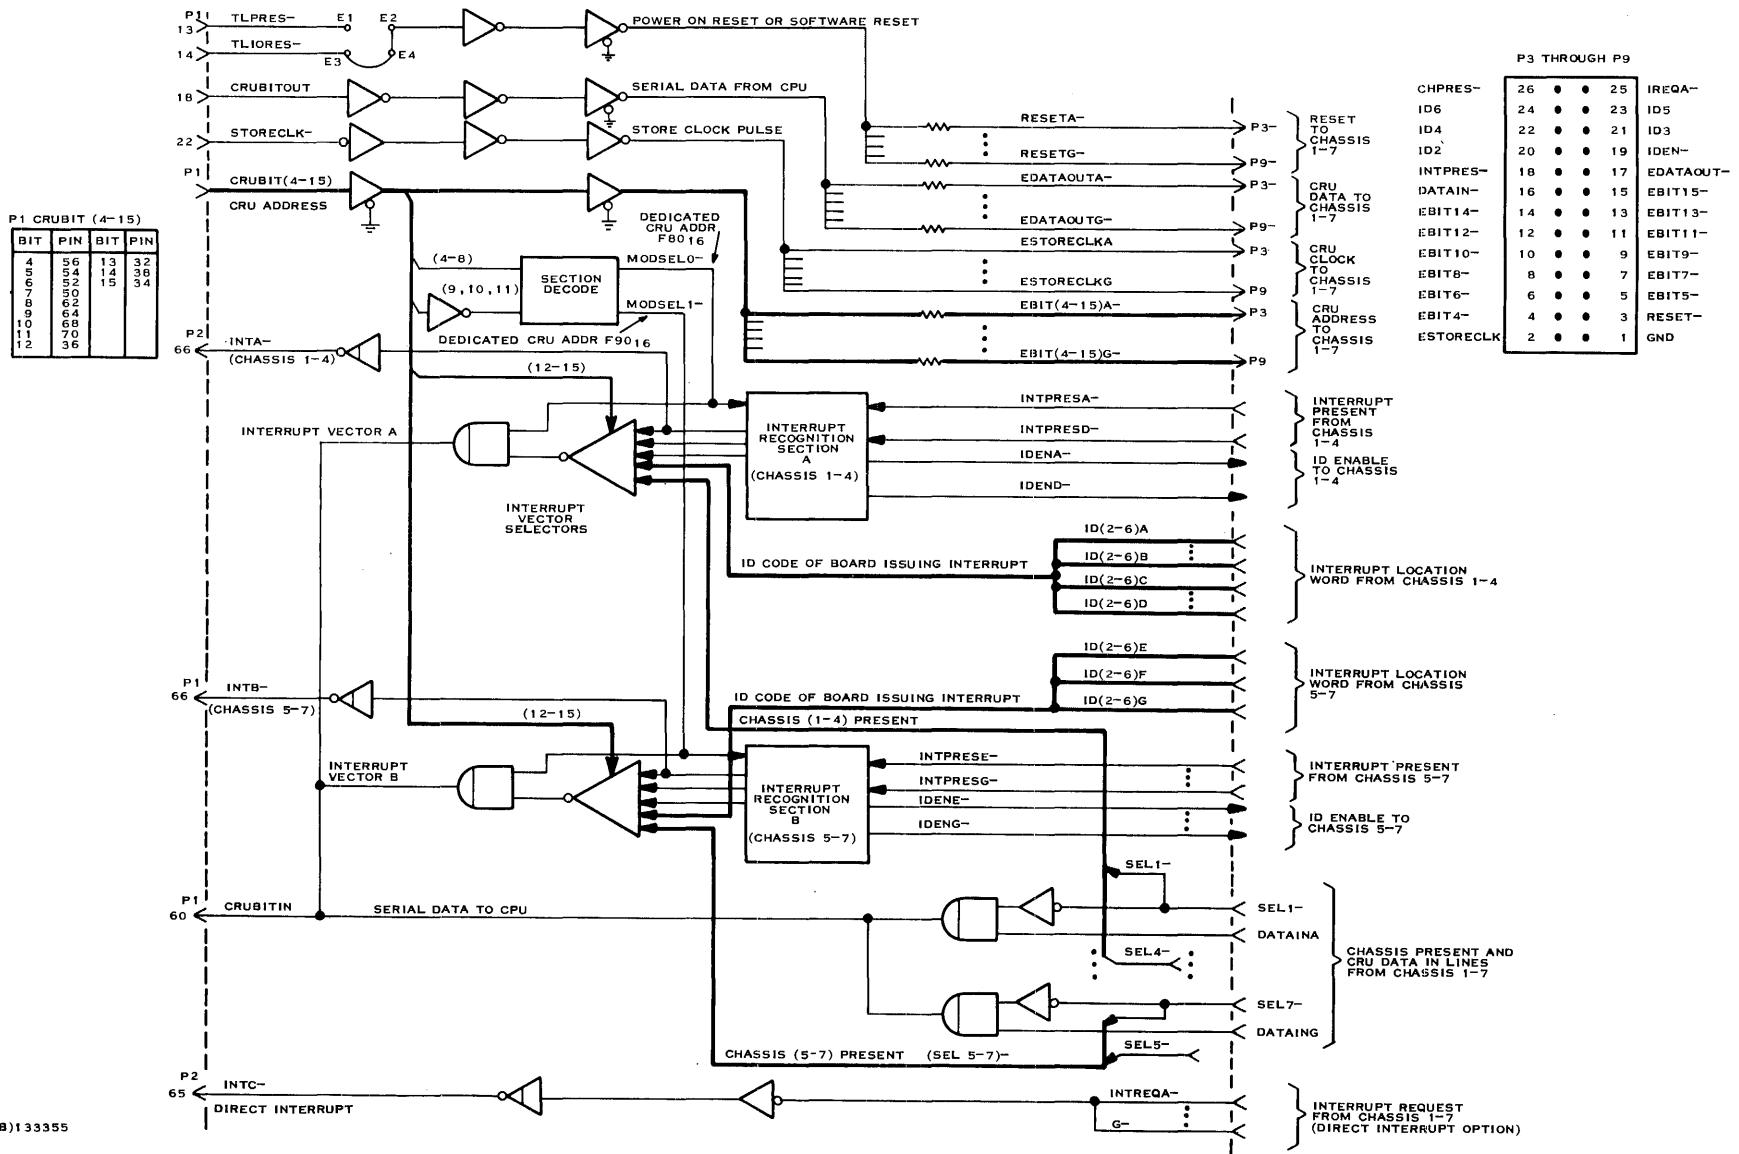 P1
13
TLPRES-
E1
E2
POWER ON RESET OR SOFTWARE RESET
14
TLIORES-
E3
E4
18
CRUBITOUT
SERIAL DATA FROM CPU
22
STORECLK-
STORE CLOCK PULSE
P1
CRUBIT(4-15)
CRU ADDRESS
P1 CRUBIT (4-15)
BIT PIN BIT PIN
4 56 13 32
5 54 14 38
6 52 15 34
7 50
8 62
9 64
10 68
11 70
12 36
DEDICATED
CRU ADDR
F80₁₆
(4-8)
SECTION
DECODE
MODSEL0-
(9,10,11)
MODSEL1-
DEDICATED CRU ADDR F90₁₆
P2
66
INTA-
(CHASSIS 1-4)
(12-15)
INTERRUPT VECTOR A
INTERRUPT
VECTOR
SELECTORS
INTERRUPT
RECOGNITION
SECTION
A
(CHASSIS 1-4)
RESETA-
P3-
RESETG-
P9-
RESET
TO
CHASSIS
1-7
EDATAOUTA-
P3-
EDATAOUTG-
P9-
CRU
DATA TO
CHASSIS
1-7
ESTORECLKA
P3
ESTORECLKG
P9
CRU
CLOCK
TO
CHASSIS
1-7
EBIT(4-15)A-
P3
EBIT(4-15)G-
P9
CRU
ADDRESS
TO
CHASSIS
1-7
P3 THROUGH P9
CHPRES- 26 25 IREQA-
ID6 24 23 ID5
ID4 22 21 ID3
ID2 20 19 IDEN-
INTPRES- 18 17 EDATAOUT-
DATAIN- 16 15 EBIT15-
EBIT14- 14 13 EBIT13-
EBIT12- 12 11 EBIT11-
EBIT10- 10 9 EBIT9-
EBIT8- 8 7 EBIT7-
EBIT6- 6 5 EBIT5-
EBIT4- 4 3 RESET-
ESTORECLK 2 1 GND
INTPRESA-
INTPRESD-
INTERRUPT
PRESENT
FROM
CHASSIS
1-4
IDENA-
IDEND-
ID ENABLE
TO CHASSIS
1-4
ID CODE OF BOARD ISSUING INTERRUPT
ID(2-6)A
ID(2-6)B
ID(2-6)C
ID(2-6)D
INTERRUPT LOCATION
WORD FROM CHASSIS 1-4
ID(2-6)E
ID(2-6)F
ID(2-6)G
INTERRUPT LOCATION
WORD FROM CHASSIS
5-7
P1
66
INTB-
(CHASSIS 5-7)
ID CODE OF BOARD ISSUING INTERRUPT
CHASSIS (1-4) PRESENT
(12-15)
INTERRUPT
VECTOR B
INTERRUPT
RECOGNITION
SECTION
B
(CHASSIS 5-7)
INTPRESE-
INTPRESG-
INTERRUPT PRESENT
FROM CHASSIS 5-7
IDENE-
IDENG-
ID ENABLE TO
CHASSIS 5-7
P1
60
CRUBITIN
SERIAL DATA TO CPU
SEL1-
SEL1-
DATAINA
SEL4-
SEL7-
DATAING
SEL5-
CHASSIS PRESENT AND
CRU DATA IN LINES
FROM CHASSIS 1-7
CHASSIS (5-7) PRESENT (SEL 5-7)-
P2
65
INTC-
DIRECT INTERRUPT
INTREQA-
G-
INTERRUPT REQUEST
FROM CHASSIS 1-7
(DIRECT INTERRUPT OPTION)
B)133355